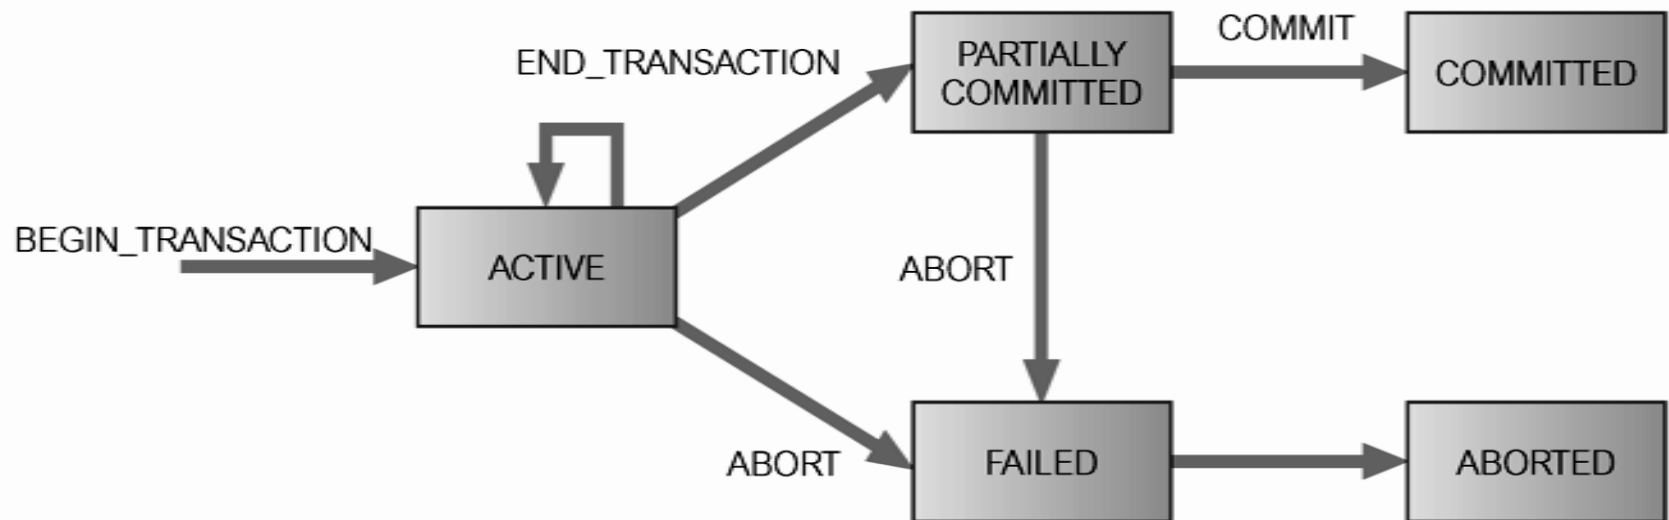 COMMIT
PARTIALLY
COMMITTED
COMMITTED
END_TRANSACTION
BEGIN_TRANSACTION
ACTIVE
ABORT
ABORT
FAILED
ABORTED